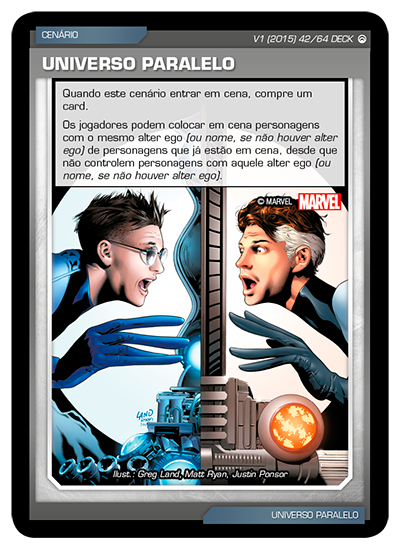 CENÁRIO
V1 (2015) 42/64 DECK
UNIVERSO PARALELO
Quando este cenário entrar em cena, compre um
card.
Os jogadores podem colocar em cena personagens
com o mesmo alter ego (ou nome, se não houver alter
ego) de personagens que já estão em cena, desde que
não controlem personagens com aquele alter ego (ou
nome, se não houver alter ego).
© MARVEL MARVEL
LAND
Ilust.: Greg Land, Matt Ryan, Justin Ponsor
UNIVERSO PARALELO